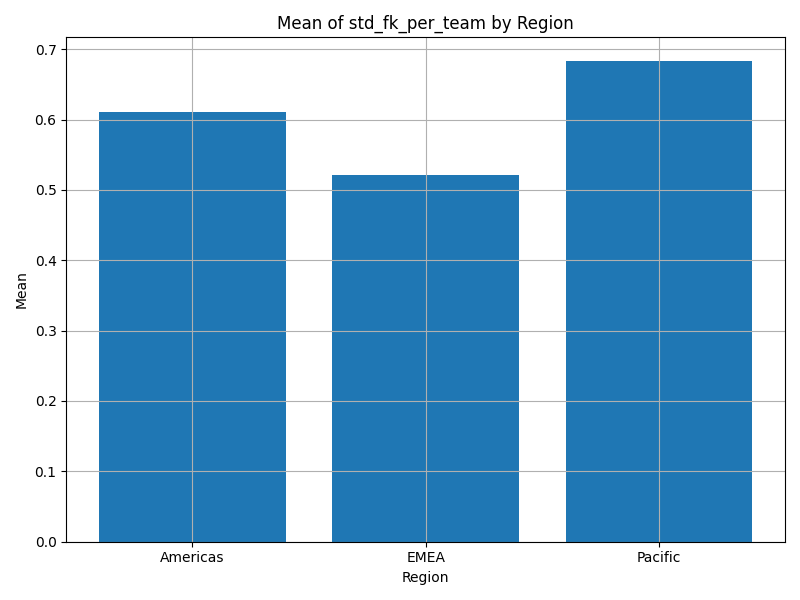 Mean of std_fk_per_team by Region
0.7
0.6
0.5
0.4
0.3
0.2
0.1
0.0
Mean
Americas
EMEA
Pacific
Region